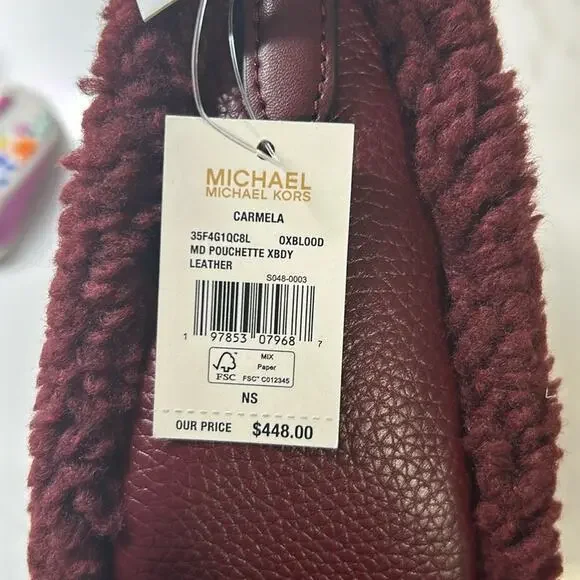 MICHAEL
MICHAEL KORS
CARMELA
35F4G1QC8L OXBLOOD
MD POUCHETTE XBDY
LEATHER
S048-0003
1 97853 07968 7
FSC
MIX
Paper
FSC™ C012345
NS
OUR PRICE $448.00